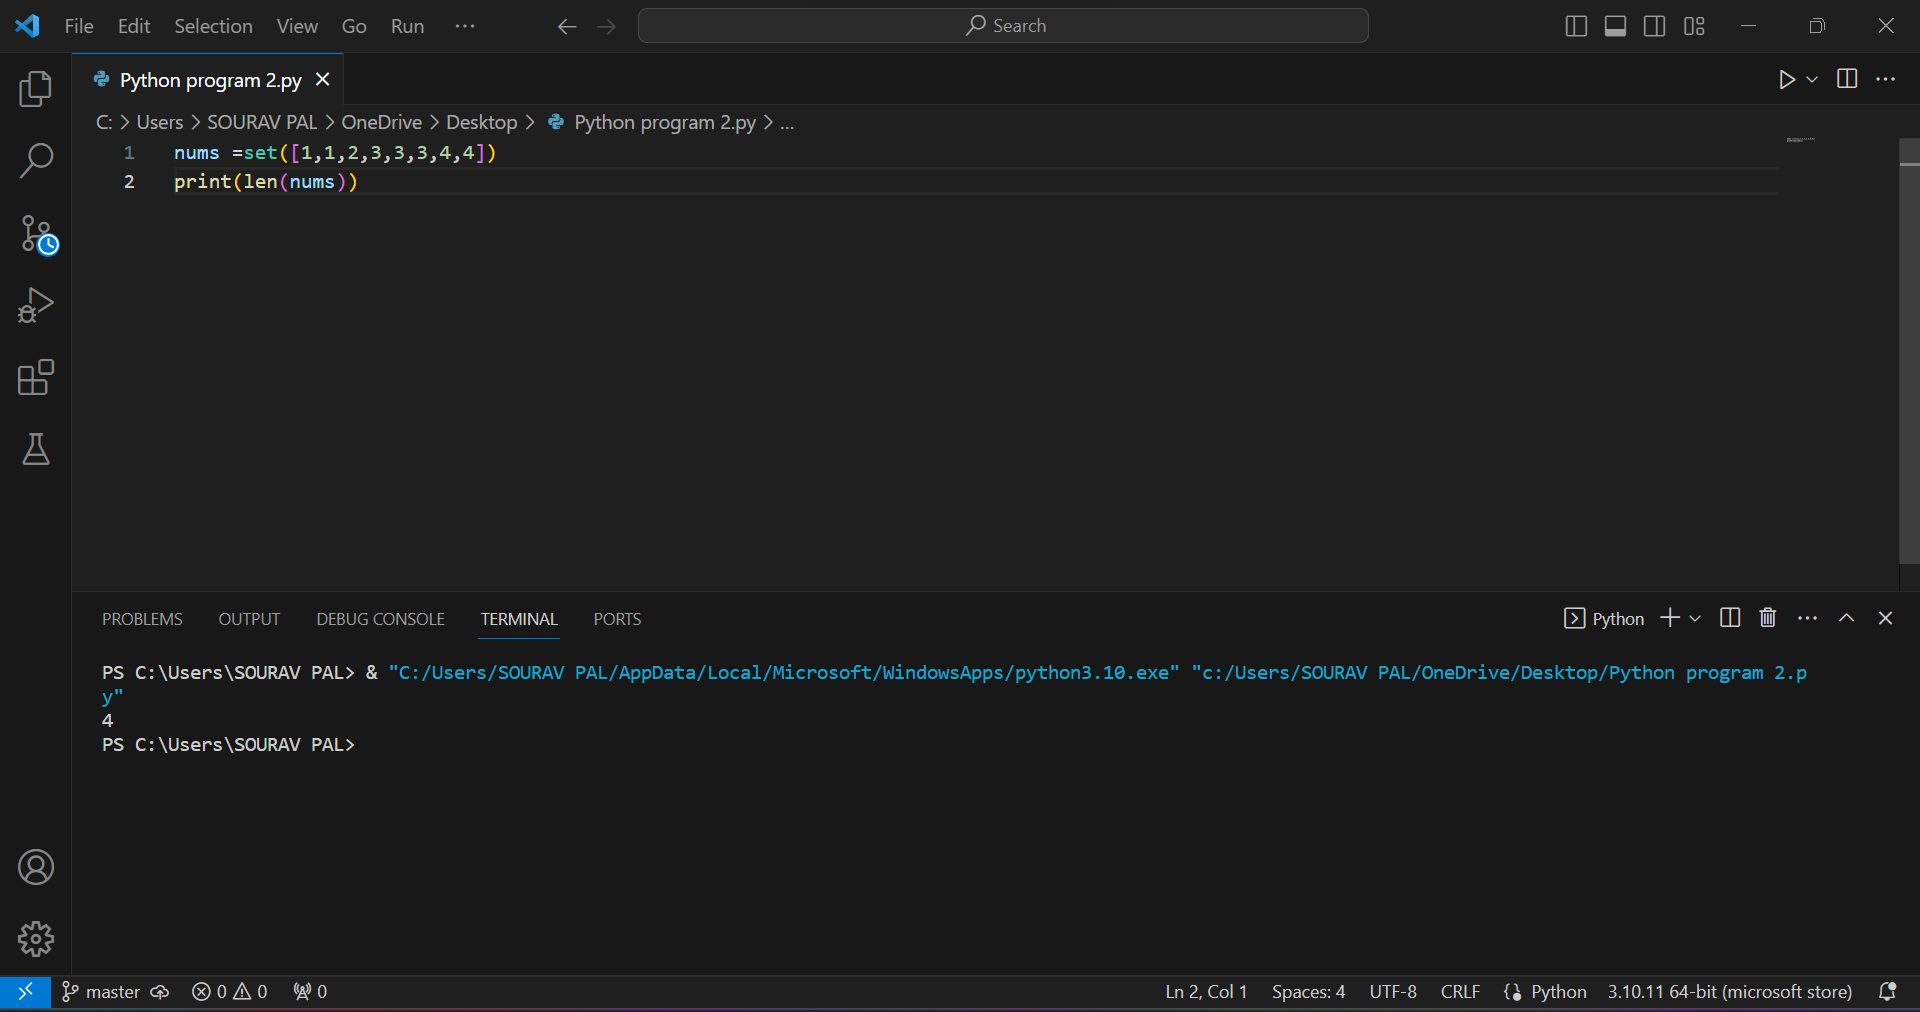 File Edit Selection View Go Run ··· Search
Python program 2.py
C: > Users > SOURAV PAL > OneDrive > Desktop > Python program 2.py > ...
1 nums =set([1,1,2,3,3,3,4,4])
2 print(len(nums))
PROBLEMS OUTPUT DEBUG CONSOLE TERMINAL PORTS Python
PS C:\Users\SOURAV PAL> & "C:/Users/SOURAV PAL/AppData/Local/Microsoft/WindowsApps/python3.10.exe" "c:/Users/SOURAV PAL/OneDrive/Desktop/Python program 2.p
y"
4
PS C:\Users\SOURAV PAL>
master 0 0 0 Ln 2, Col 1 Spaces: 4 UTF-8 CRLF Python 3.10.11 64-bit (microsoft store)